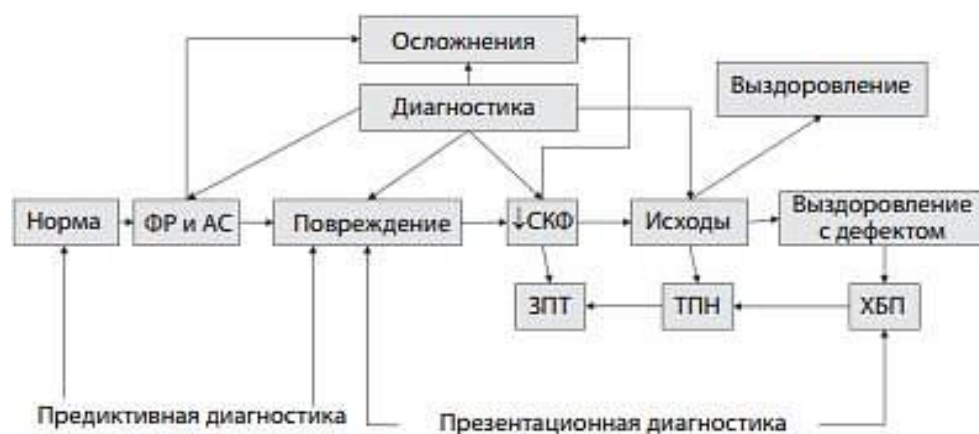 Осложнения
Диагностика
Выздоровление
Норма
ФР и АС
Повреждение
↓СКФ
Исходы
Выздоровление
с дефектом
ЗПТ
ТПН
ХБП
Предиктивная диагностика
Презентационная диагностика